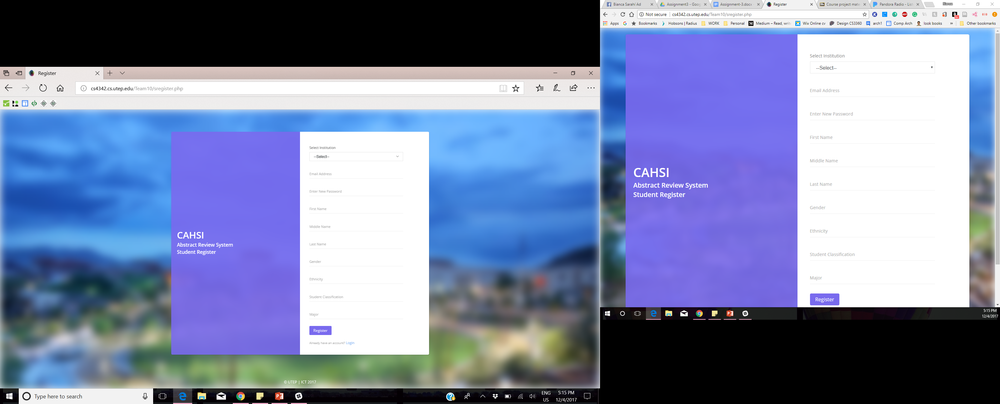 Register
cs4342.cs.utep.edu/Team10/sregister.php
CAHSI
Abstract Review System
Student Register
Select Institution
--Select--
Email Address
Enter New Password
First Name
Middle Name
Last Name
Gender
Ethnicity
Student Classification
Major
Register
Already have an account? Login
© UTEP | ICT 2017
Type here to search
ENG
US
5:15 PM
12/4/2017
Bianca Sarahí Ad
Assignment3 - Goog
Assignment-3.docx -
Register
Course project mate
Pandora Radio - List
Bianca
Not secure | cs4342.cs.utep.edu/Team10/sregister.php
Apps
Bookmarks
Hobsons | Radius
WORK
Personal
Medium – Read, write
Wix Online cv
Design CS3360
arch1
Comp Arch
look books
»
Other bookmarks
CAHSI
Abstract Review System
Student Register
Select Institution
--Select--
Email Address
Enter New Password
First Name
Middle Name
Last Name
Gender
Ethnicity
Student Classification
Major
Register
5:15 PM
12/4/2017